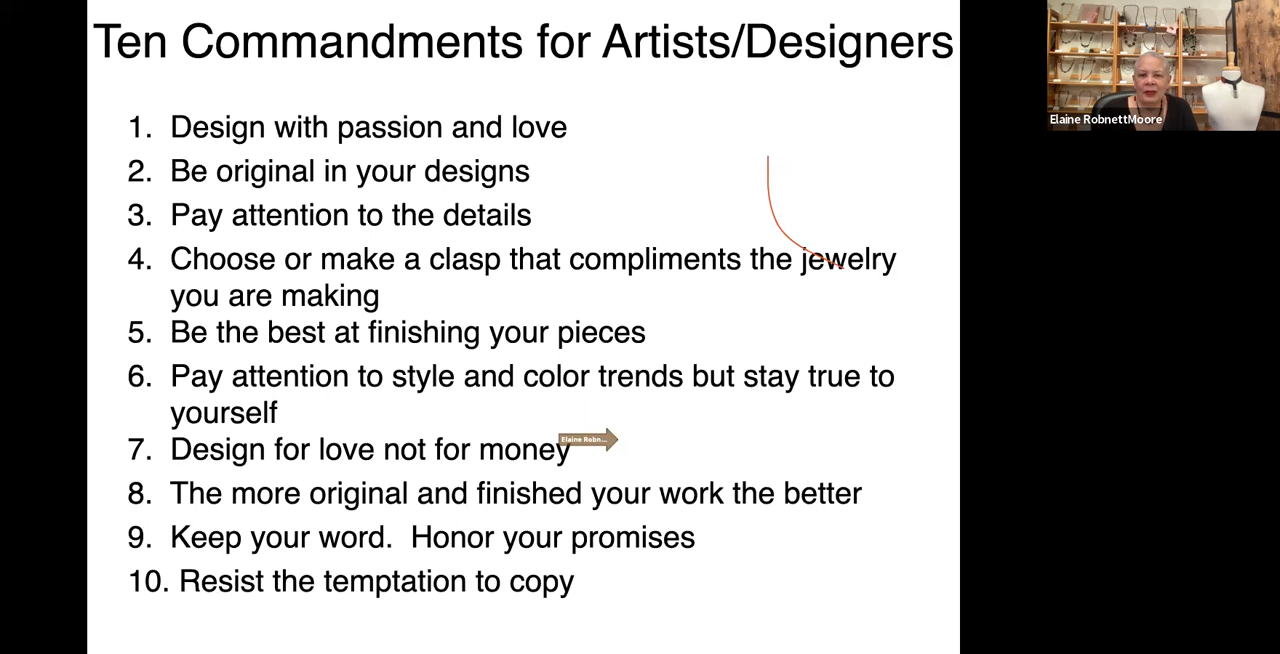 Ten Commandments for Artists/Designers
1. Design with passion and love
2. Be original in your designs
3. Pay attention to the details
4. Choose or make a clasp that compliments the jewelry
you are making
5. Be the best at finishing your pieces
6. Pay attention to style and color trends but stay true to
yourself
7. Design for love not for money
8. The more original and finished your work the better
9. Keep your word.  Honor your promises
10. Resist the temptation to copy
Elaine Robn...
Elaine RobnettMoore